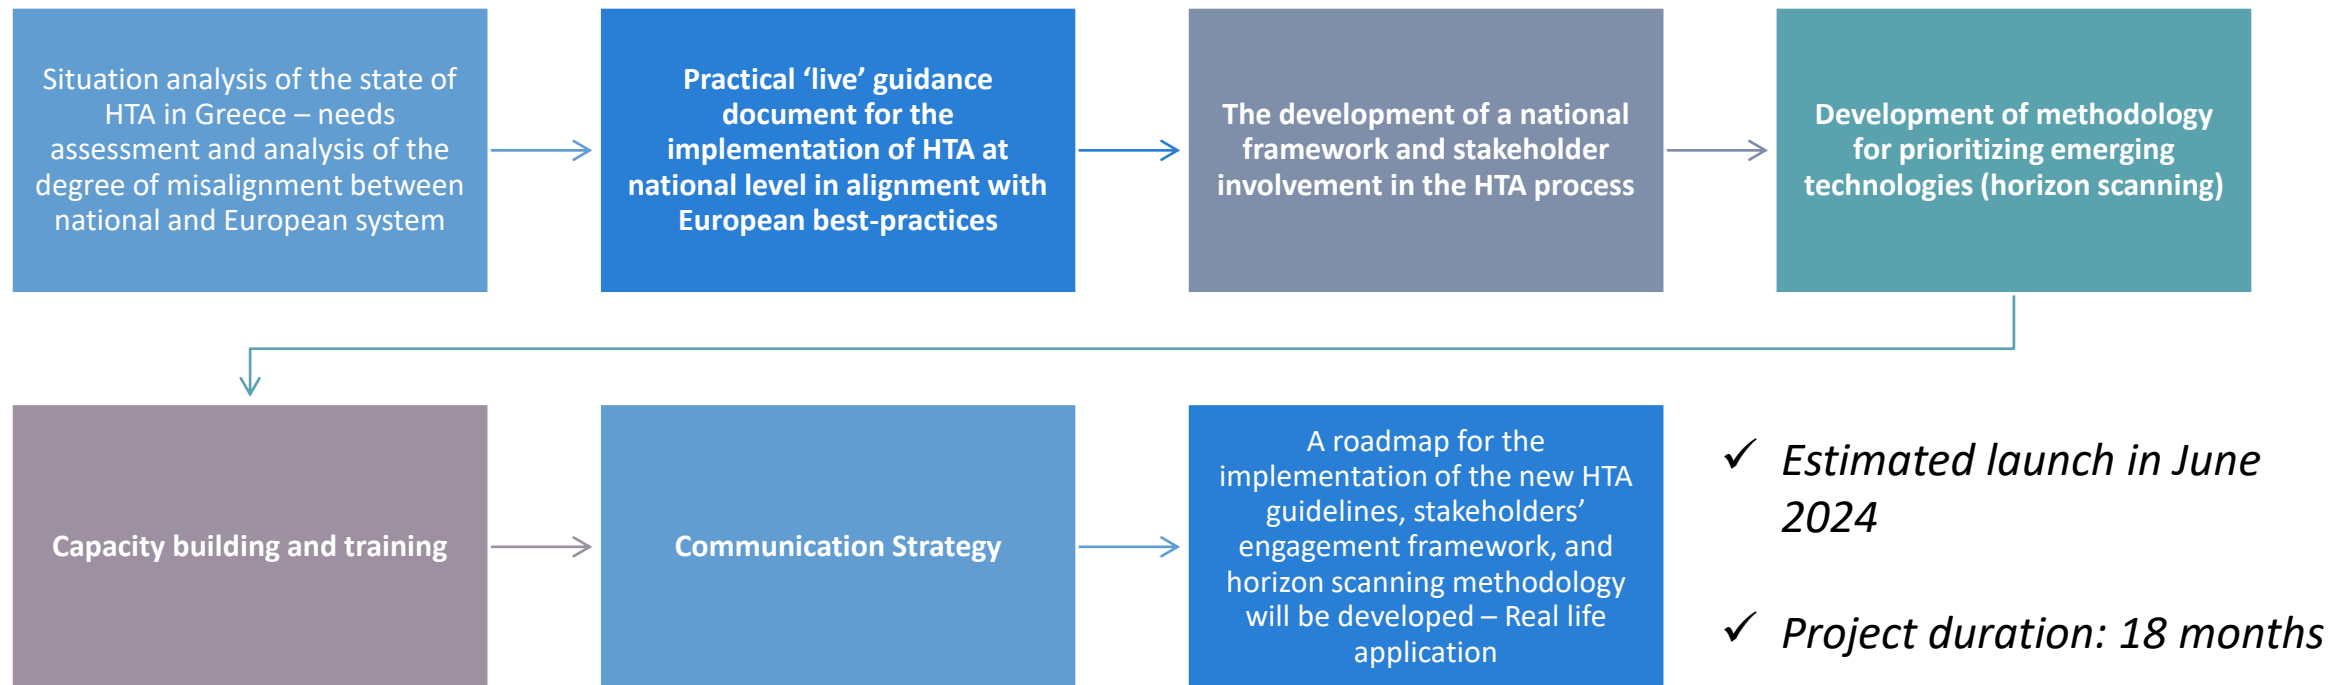 Situation analysis of the state of
HTA in Greece – needs
assessment and analysis of the
degree of misalignment between
national and European system
Practical ‘live’ guidance
document for the
implementation of HTA at
national level in alignment with
European best-practices
The development of a national
framework and stakeholder
involvement in the HTA process
Development of methodology
for prioritizing emerging
technologies (horizon scanning)
Capacity building and training
Communication Strategy
A roadmap for the
implementation of the new HTA
guidelines, stakeholders’
engagement framework, and
horizon scanning methodology
will be developed – Real life
application
✓ Estimated launch in June
2024
✓ Project duration: 18 months